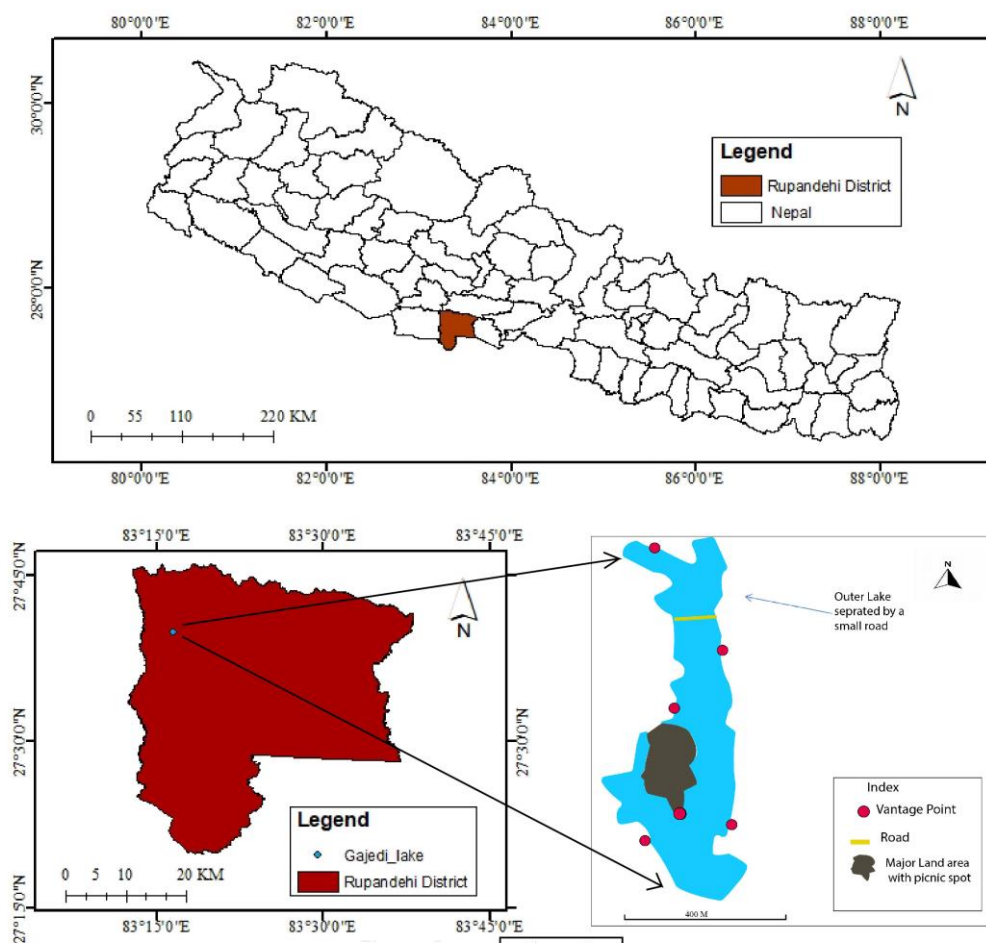 80°0'0"E 82°0'0"E 84°0'0"E 86°0'0"E 88°0'0"E
30°0'0"N
28°0'0"N
N
Legend
Rupandehi District
Nepal
0 55 110 220 KM
80°0'0"E 82°0'0"E 84°0'0"E 86°0'0"E 88°0'0"E
83°15'0"E 83°30'0"E 83°45'0"E
27°45'0"N
27°30'0"N
27°15'0"N
27°30'0"N
N
Legend
Gajedi_lake
Rupandehi District
0 5 10 20 KM
83°15'0"E 83°30'0"E 83°45'0"E
N
Outer Lake
seprated by a
small road
Index
Vantage Point
Road
Major Land area
with picnic spot
400 M